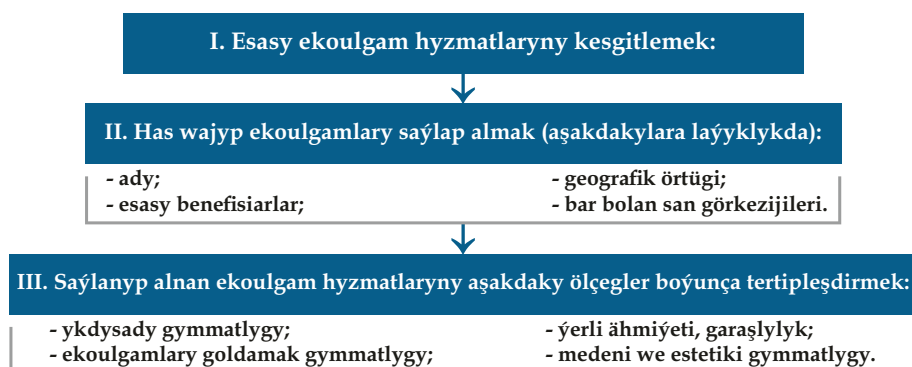 I. Esasy ekoulgam hyzmatlaryny kesgitlemek:
II. Has wajyp ekoulgamlary saýlap almak (aşakdakylara laýyklykda):
- ady;
- esasy benefisiarlar;
- geografik örtügi;
- bar bolan san görkezijileri.
III. Saýlanyp alnan ekoulgam hyzmatlaryny aşakdaky ölçegler boýunça tertipleşdirmek:
- ykdysady gymmatlygy;
- ekoulgamlary goldamak gymmatlygy;
- ýerli ähmiýeti, garaşlylyk;
- medeni we estetiki gymmatlygy.